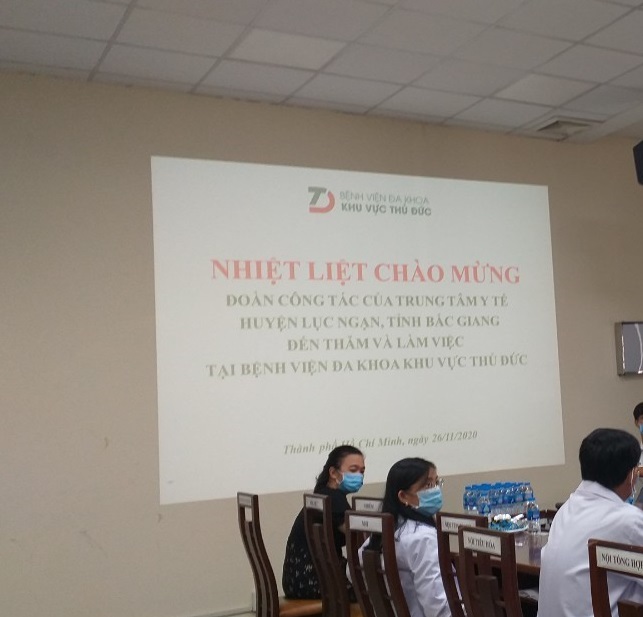 BỆNH VIỆN ĐA KHOA
KHU VỰC THỦ ĐỨC
NHIỆT LIỆT CHÀO MỪNG
ĐOÀN CÔNG TÁC CỦA TRUNG TÂM Y TẾ
HUYỆN LỤC NGẠN, TỈNH BẮC GIANG
ĐẾN THĂM VÀ LÀM VIỆC
TẠI BỆNH VIỆN ĐA KHOA KHU VỰC THỦ ĐỨC
Thành phố Hồ Chí Minh, ngày 26/11/2020
NỘI TIÊU HÓA
NỘI TỔNG HỢP